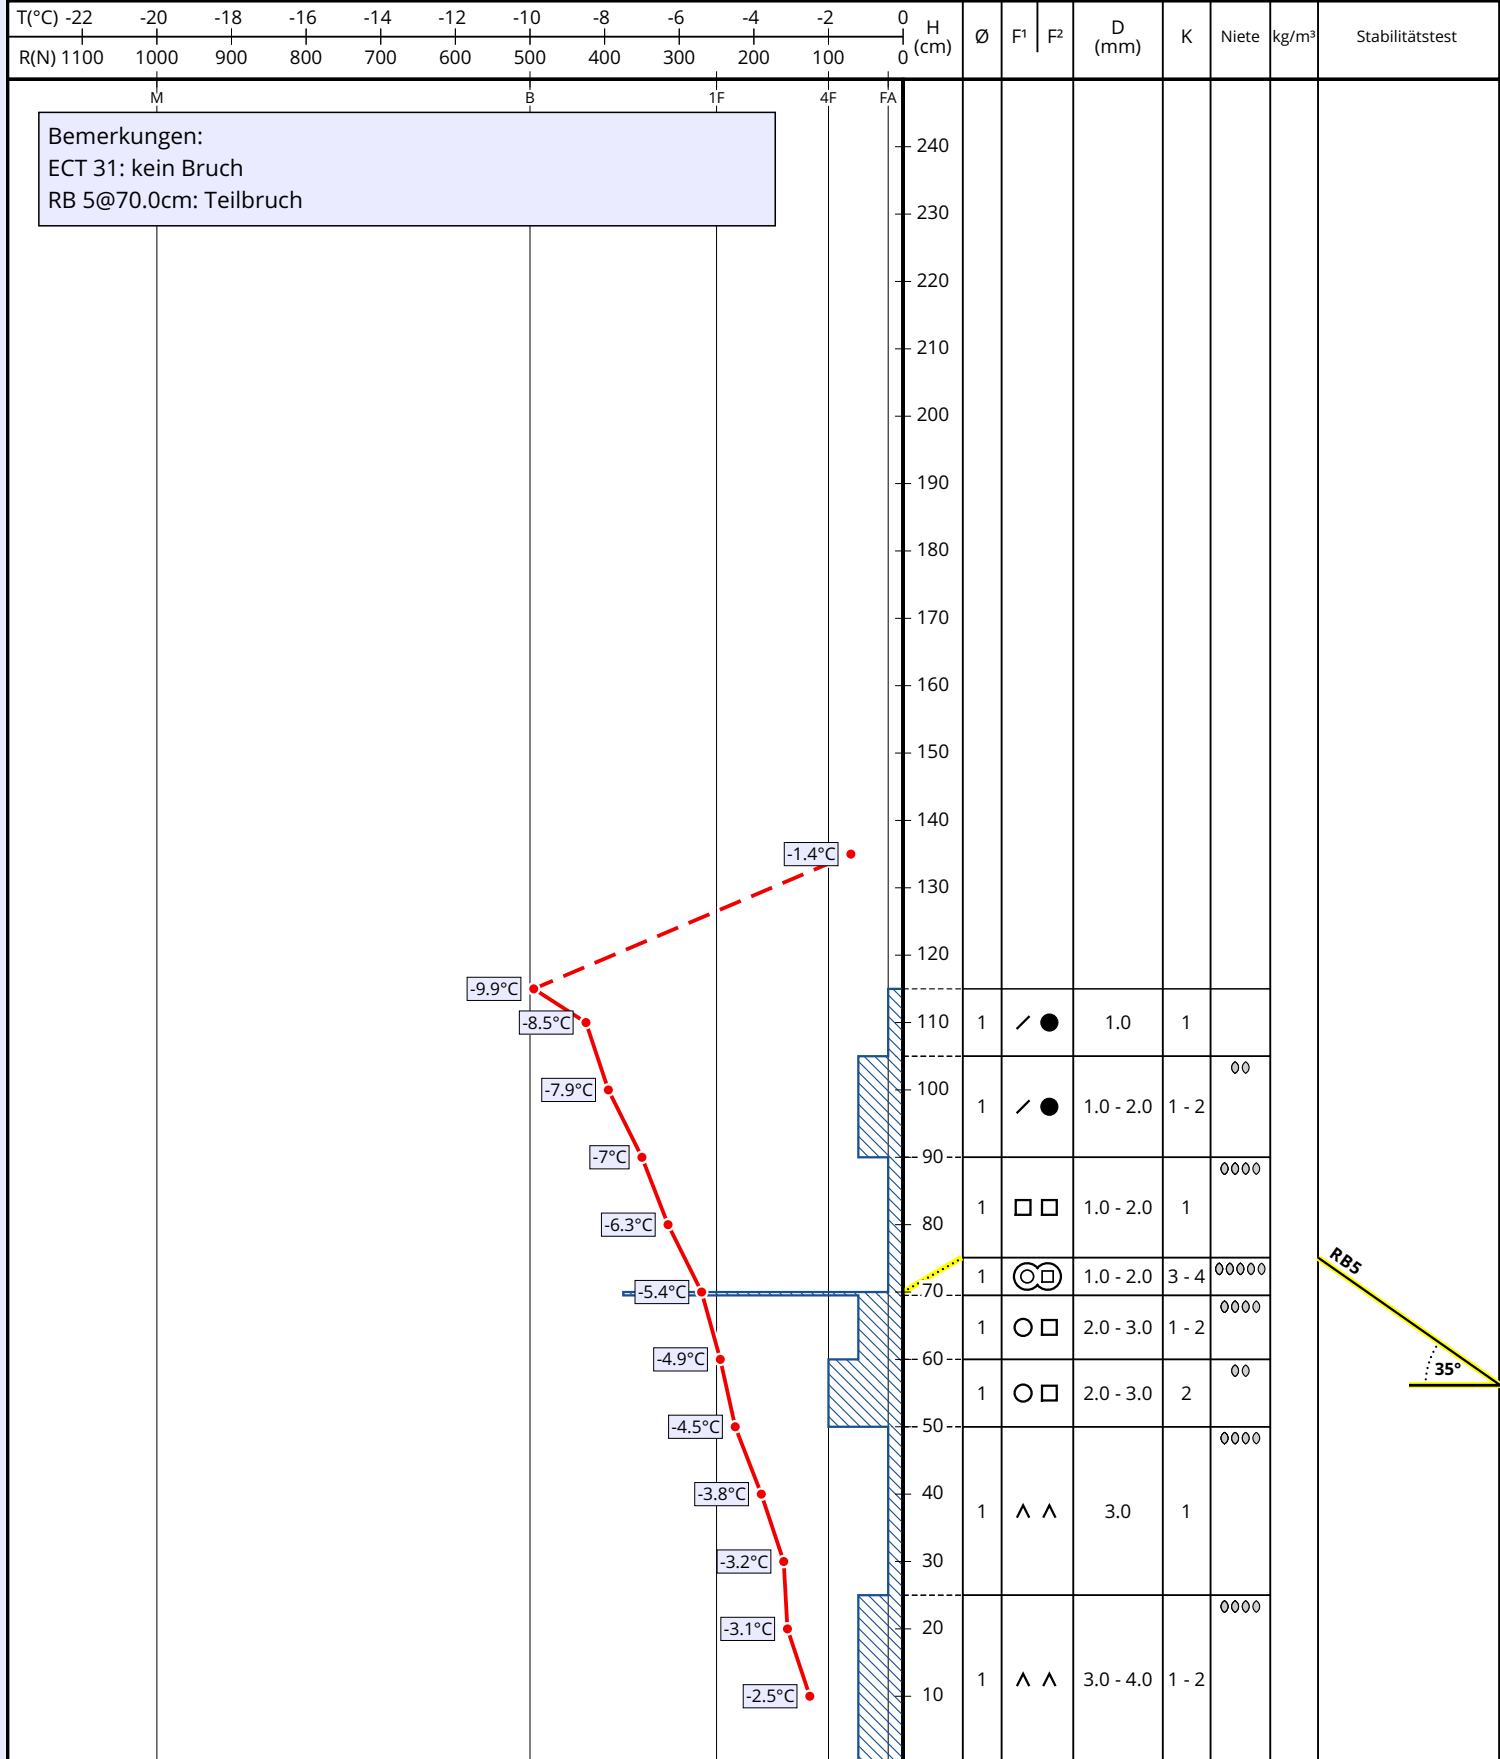 T(°C) -22 -20 -18 -16 -14 -12 -10 -8 -6 -4 -2 0
R(N) 1100 1000 900 800 700 600 500 400 300 200 100 0
H (cm) Ø F¹ F² D (mm) K Niete kg/m³ Stabilitätstest
M B 1F 4F FA
Bemerkungen:
ECT 31: kein Bruch
RB 5@70.0cm: Teilbruch
240
230
220
210
200
190
180
170
160
150
140
-1.4°C
130
120
-9.9°C
-8.5°C 110 1 1.0 1
-7.9°C 100
1 1.0 - 2.0 1 - 2
-7°C 90
1 1.0 - 2.0 1
-6.3°C 80
RB5
1 1.0 - 2.0 3 - 4
-5.4°C 70
1 2.0 - 3.0 1 - 2
-4.9°C 60
35°
1 2.0 - 3.0 2
-4.5°C 50
-3.8°C 40
1 3.0 1
-3.2°C 30
-3.1°C 20
1 3.0 - 4.0 1 - 2
-2.5°C 10